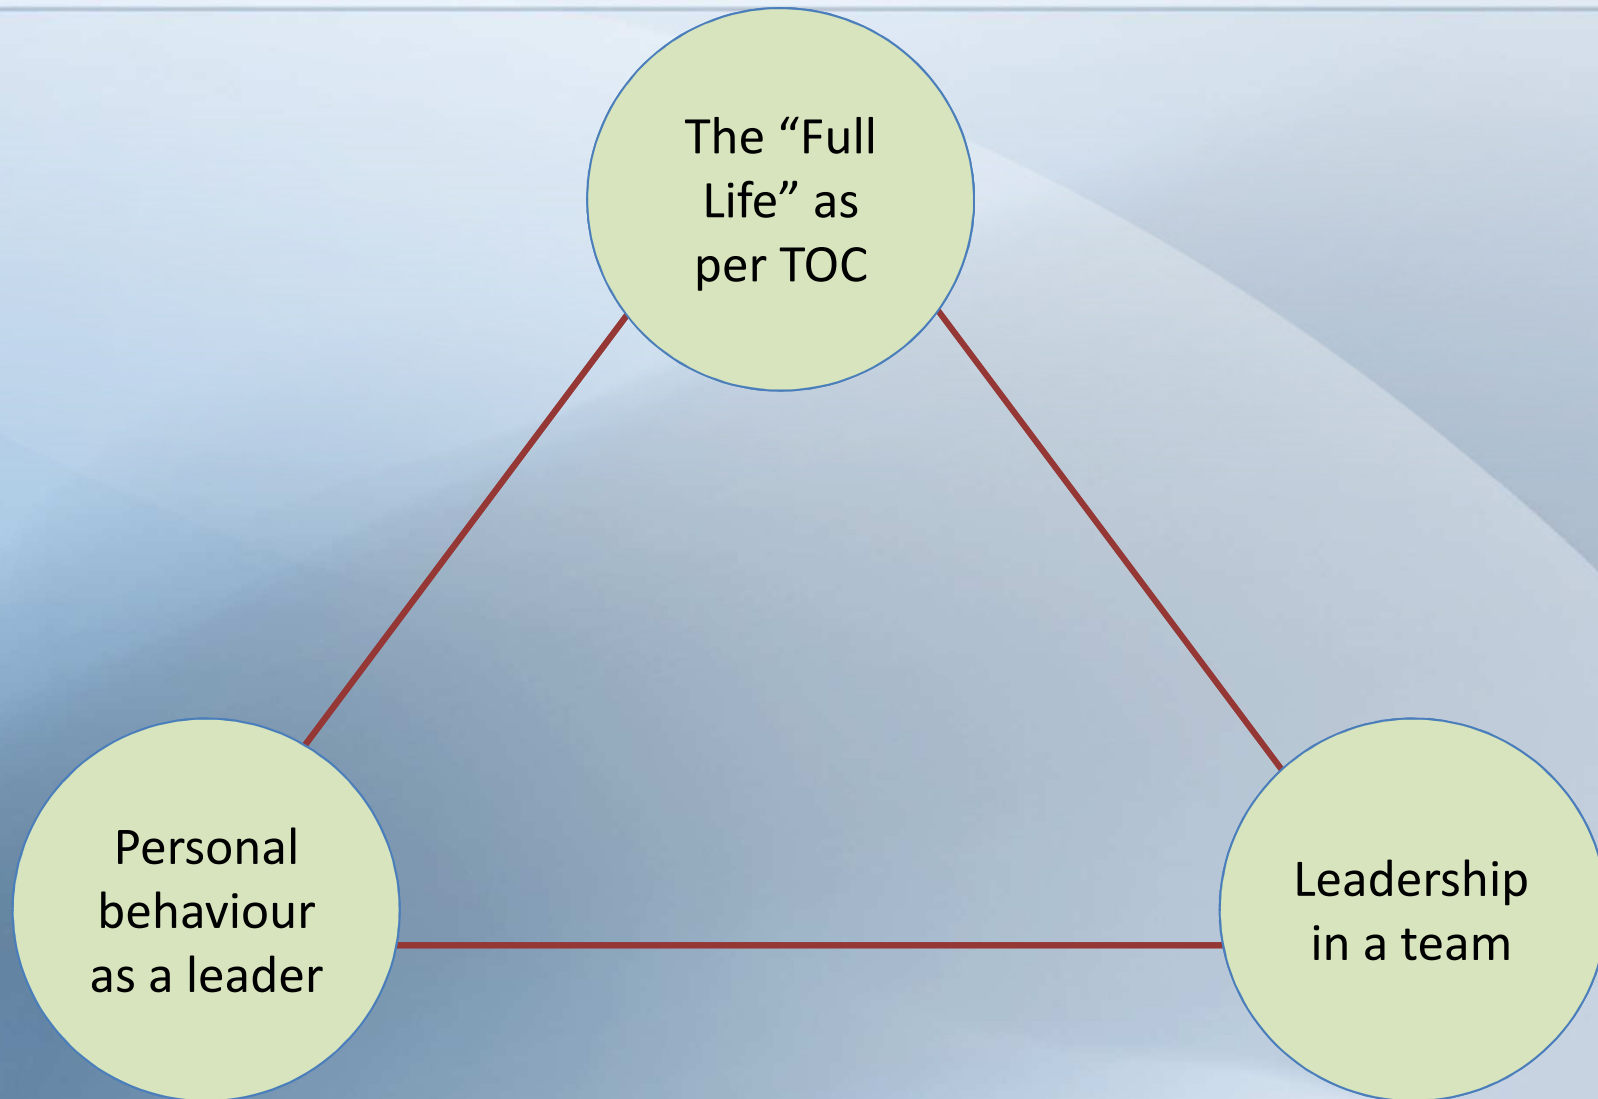 The “Full
Life” as
per TOC
Personal
behaviour
as a leader
Leadership
in a team